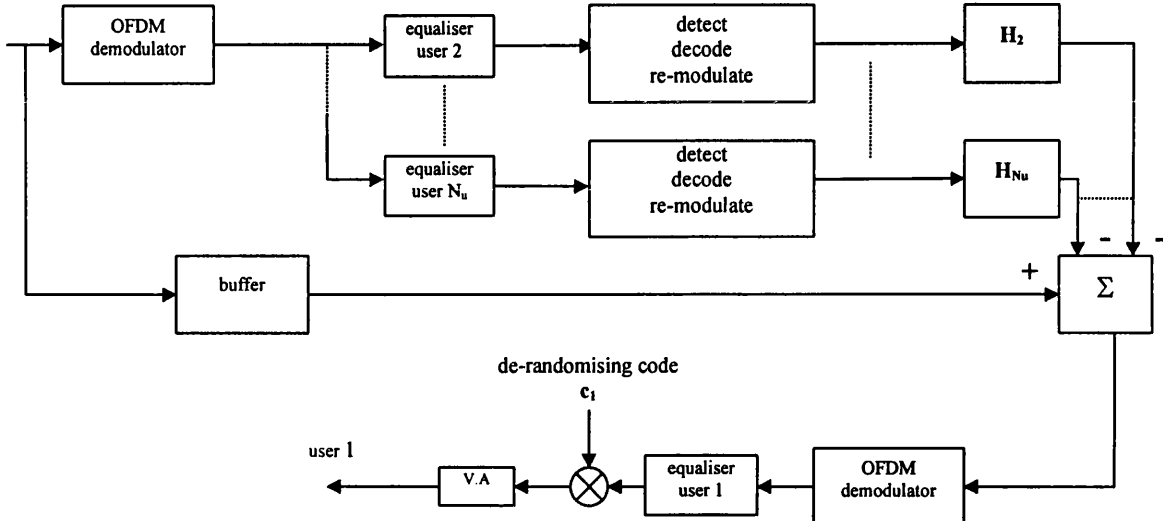 OFDM
demodulator
equaliser
user 2
detect
decode
re-modulate
H₂
equaliser
user Nᵤ
detect
decode
re-modulate
H_Nu
- -
buffer
+
Σ
de-randomising code
c₁
user 1
V.A
equaliser
user 1
OFDM
demodulator